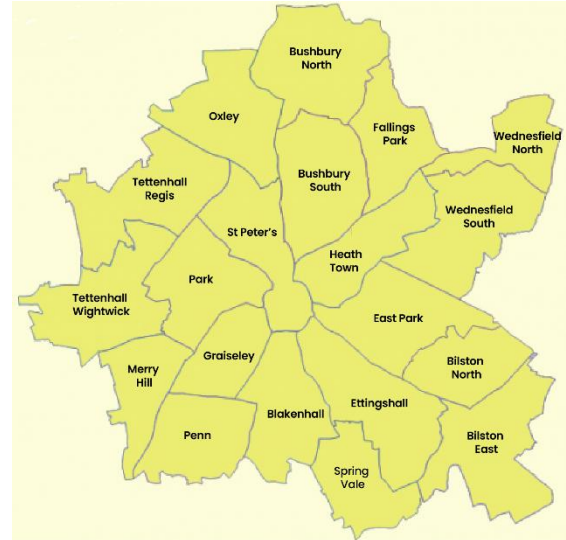 Bushbury
North
Oxley
Fallings
Park
Wednesfield
North
Tettenhall
Regis
Bushbury
South
Wednesfield
South
St Peter's
Heath
Town
Park
Tettenhall
Wightwick
East Park
Graiseley
Merry
Hill
Bilston
North
Ettingshall
Blakenhall
Penn
Bilston
East
Spring
Vale